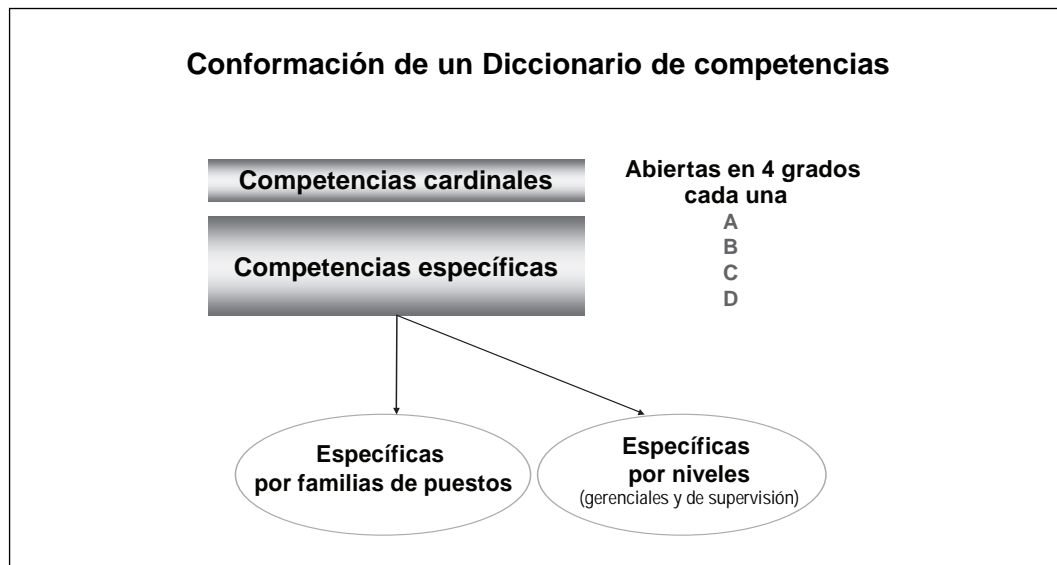 Conformación de un Diccionario de competencias
Competencias cardinales
Competencias específicas
Abiertas en 4 grados
cada una
A
B
C
D
Específicas
por familias de puestos
Específicas
por niveles
(gerenciales y de supervisión)